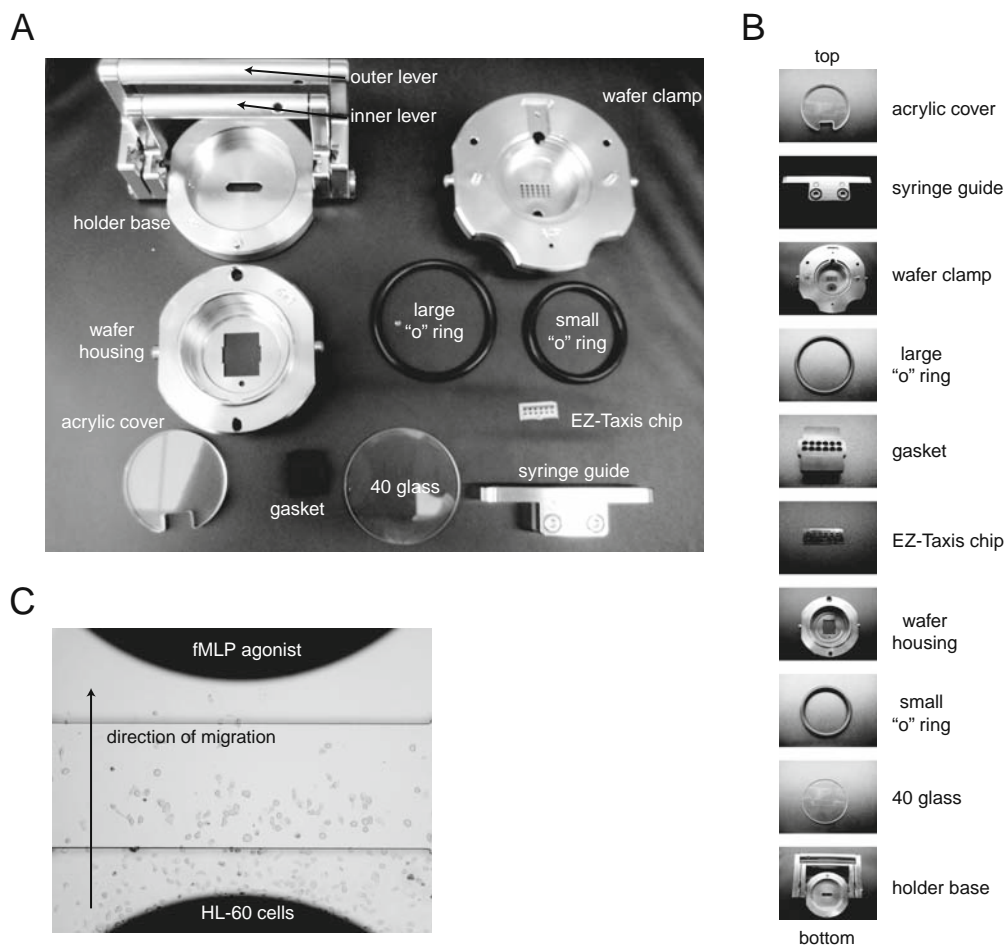 A
outer lever
inner lever
wafer clamp
holder base
wafer
housing
large
“o” ring
small
“o” ring
acrylic cover
EZ-Taxis chip
gasket
40 glass
syringe guide
B
top
acrylic cover
syringe guide
wafer clamp
large
“o” ring
gasket
EZ-Taxis chip
wafer
housing
small
“o” ring
40 glass
holder base
bottom
C
fMLP agonist
direction of migration
HL-60 cells